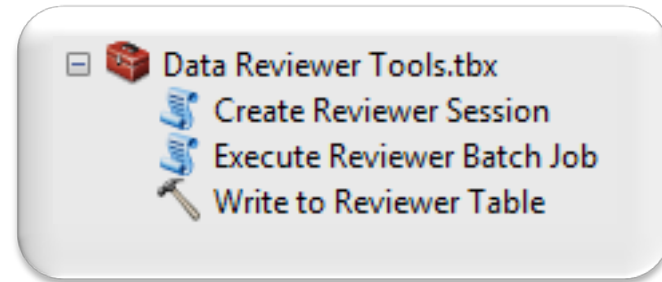 Data Reviewer Tools.tbx
Create Reviewer Session
Execute Reviewer Batch Job
Write to Reviewer Table